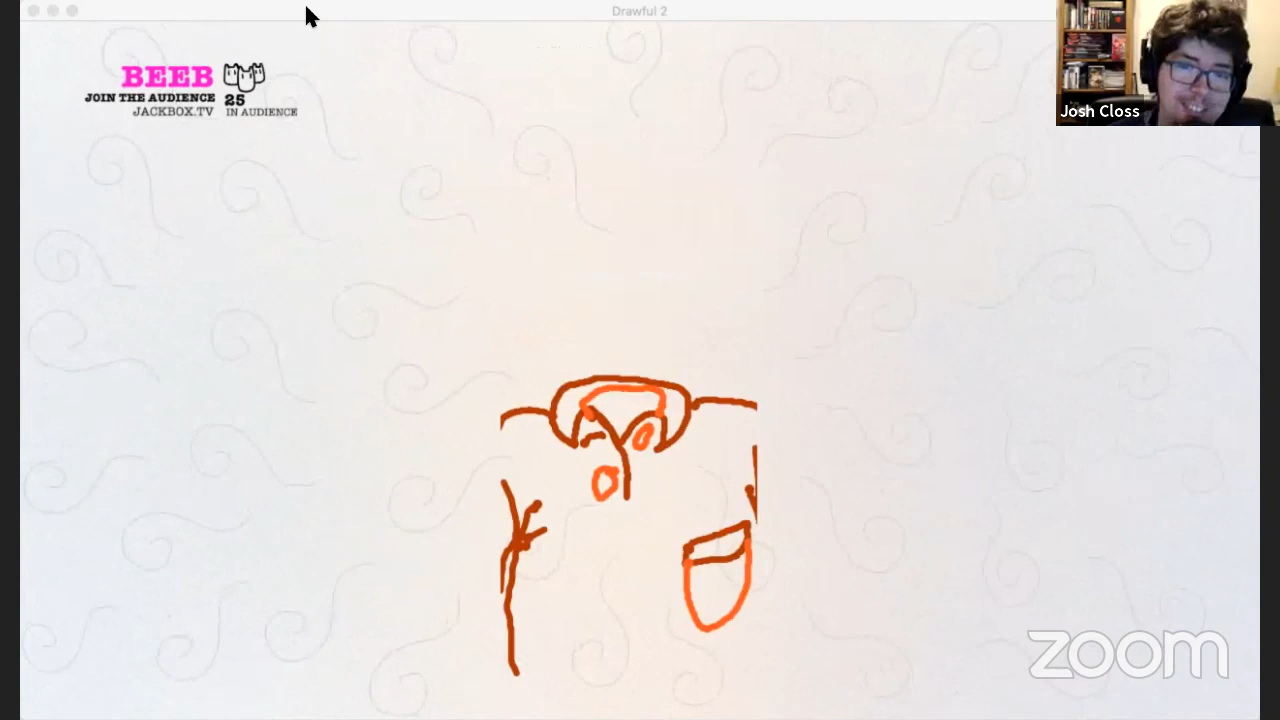 Drawful 2
BEEB
JOIN THE AUDIENCE 25
JACKBOX.TV IN AUDIENCE
Josh Closs
zoom